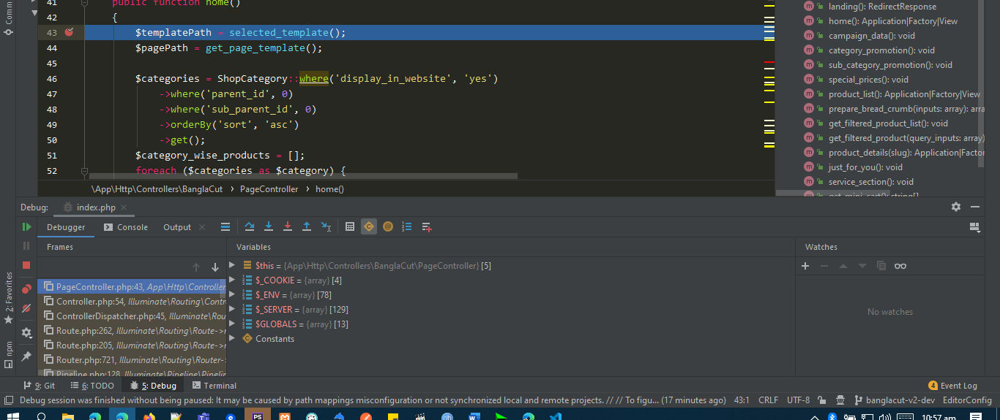 Comm
41 public function home()
42 {
43 $templatePath = selected_template();
44 $pagePath = get_page_template();
45
46 $categories = ShopCategory::where('display_in_website', 'yes')
47 ->where('parent_id', 0)
48 ->where('sub_parent_id', 0)
49 ->orderBy('sort', 'asc')
50 ->get();
51 $category_wise_products = [];
52 foreach ($categories as $category) {
\App\Http\Controllers\BanglaCut › PageController › home()
landing(): RedirectResponse
home(): Application|Factory|View
campaign_data(): void
category_promotion(): void
sub_category_promotion(): void
special_prices(): void
product_list(): Application|Factory|View
prepare_bread_crumb(inputs: array): arra
get_filtered_product_list(): void
get_filtered_product(query_inputs: array)
product_details(slug): Application|Factor
just_for_you(): void
service_section(): void
get_mini_cart(): string[]
Debug: index.php
Debugger Console Output
Frames
PageController.php:43, App\Http\Controller
Controller.php:54, Illuminate\Routing\Contr
ControllerDispatcher.php:45, Illuminate\Rou
Route.php:262, Illuminate\Routing\Route->r
Route.php:205, Illuminate\Routing\Route->r
Router.php:721, Illuminate\Routing\Router->
Pipeline.php:128, Illuminate\Pipeline\Pipelin
Variables
$this = {App\Http\Controllers\BanglaCut\PageController} [5]
$_COOKIE = {array} [4]
$_ENV = {array} [78]
$_SERVER = {array} [129]
$GLOBALS = {array} [13]
Constants
Watches
No watches
2: Favorites
npm
9: Git 6: TODO 5: Debug Terminal 4 Event Log
Debug session was finished without being paused: It may be caused by path mappings misconfiguration or not synchronized local and remote projects. // // To figu... (17 minutes ago) 43:1 CRLF UTF-8 banglacut-v2-dev EditorConfig
10:57 am